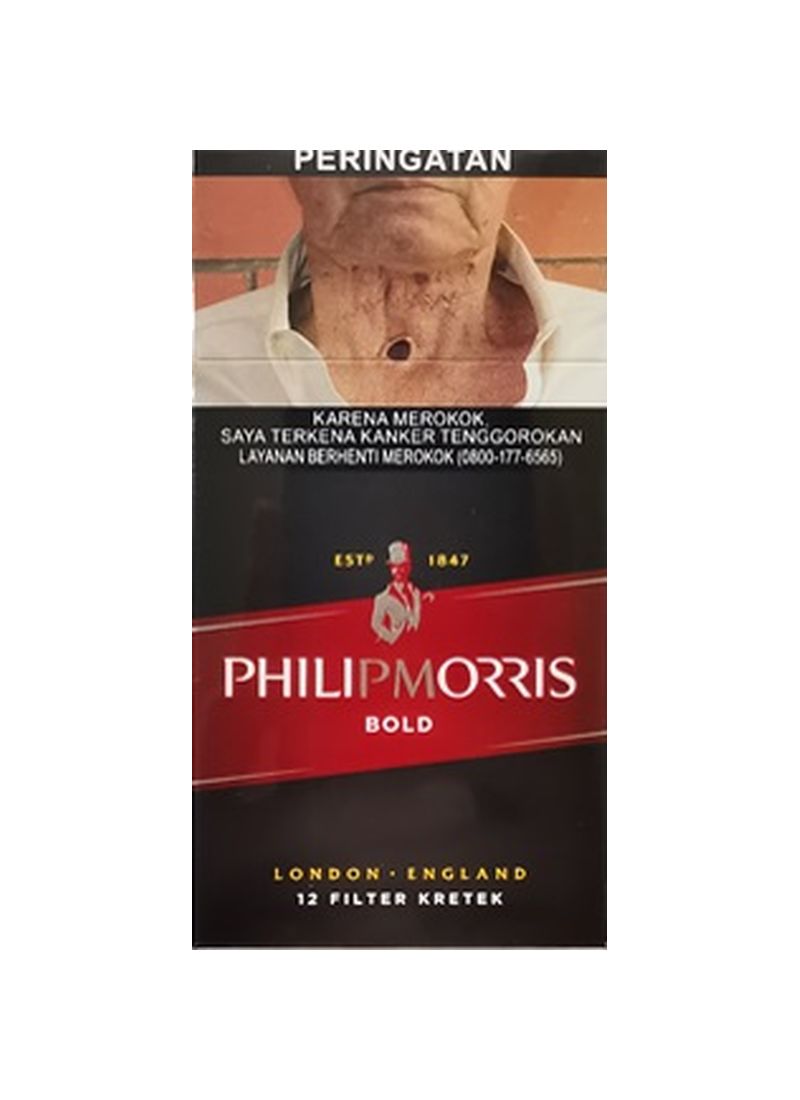 PERINGATAN
KARENA MEROKOK,
SAYA TERKENA KANKER TENGGOROKAN
LAYANAN BERHENTI MEROKOK (0800-177-6565)
ESTD 1847
PHILIPMORRIS
BOLD
LONDON · ENGLAND
12 FILTER KRETEK